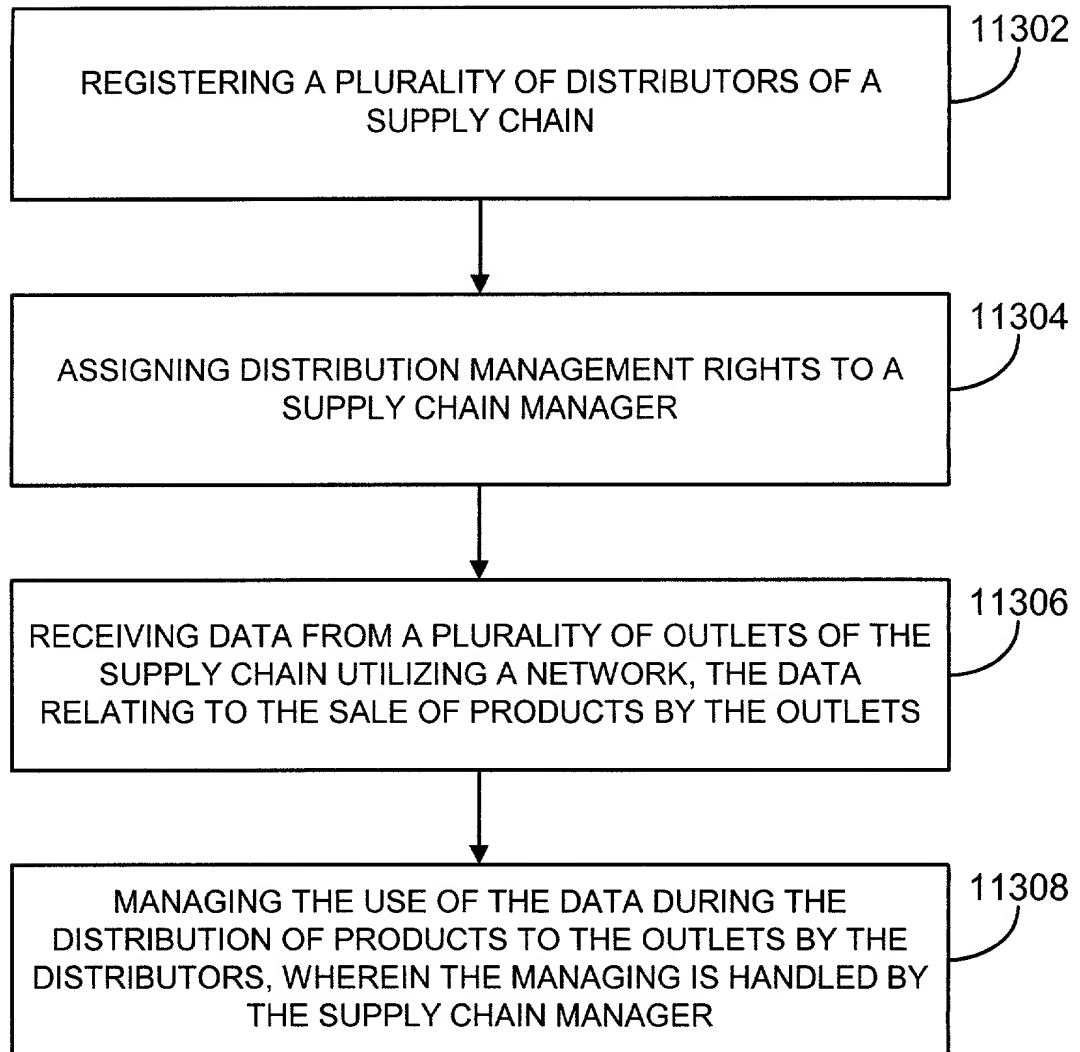 11302
REGISTERING A PLURALITY OF DISTRIBUTORS OF A
SUPPLY CHAIN
11304
ASSIGNING DISTRIBUTION MANAGEMENT RIGHTS TO A
SUPPLY CHAIN MANAGER
11306
RECEIVING DATA FROM A PLURALITY OF OUTLETS OF THE
SUPPLY CHAIN UTILIZING A NETWORK, THE DATA
RELATING TO THE SALE OF PRODUCTS BY THE OUTLETS
11308
MANAGING THE USE OF THE DATA DURING THE
DISTRIBUTION OF PRODUCTS TO THE OUTLETS BY THE
DISTRIBUTORS, WHEREIN THE MANAGING IS HANDLED BY
THE SUPPLY CHAIN MANAGER